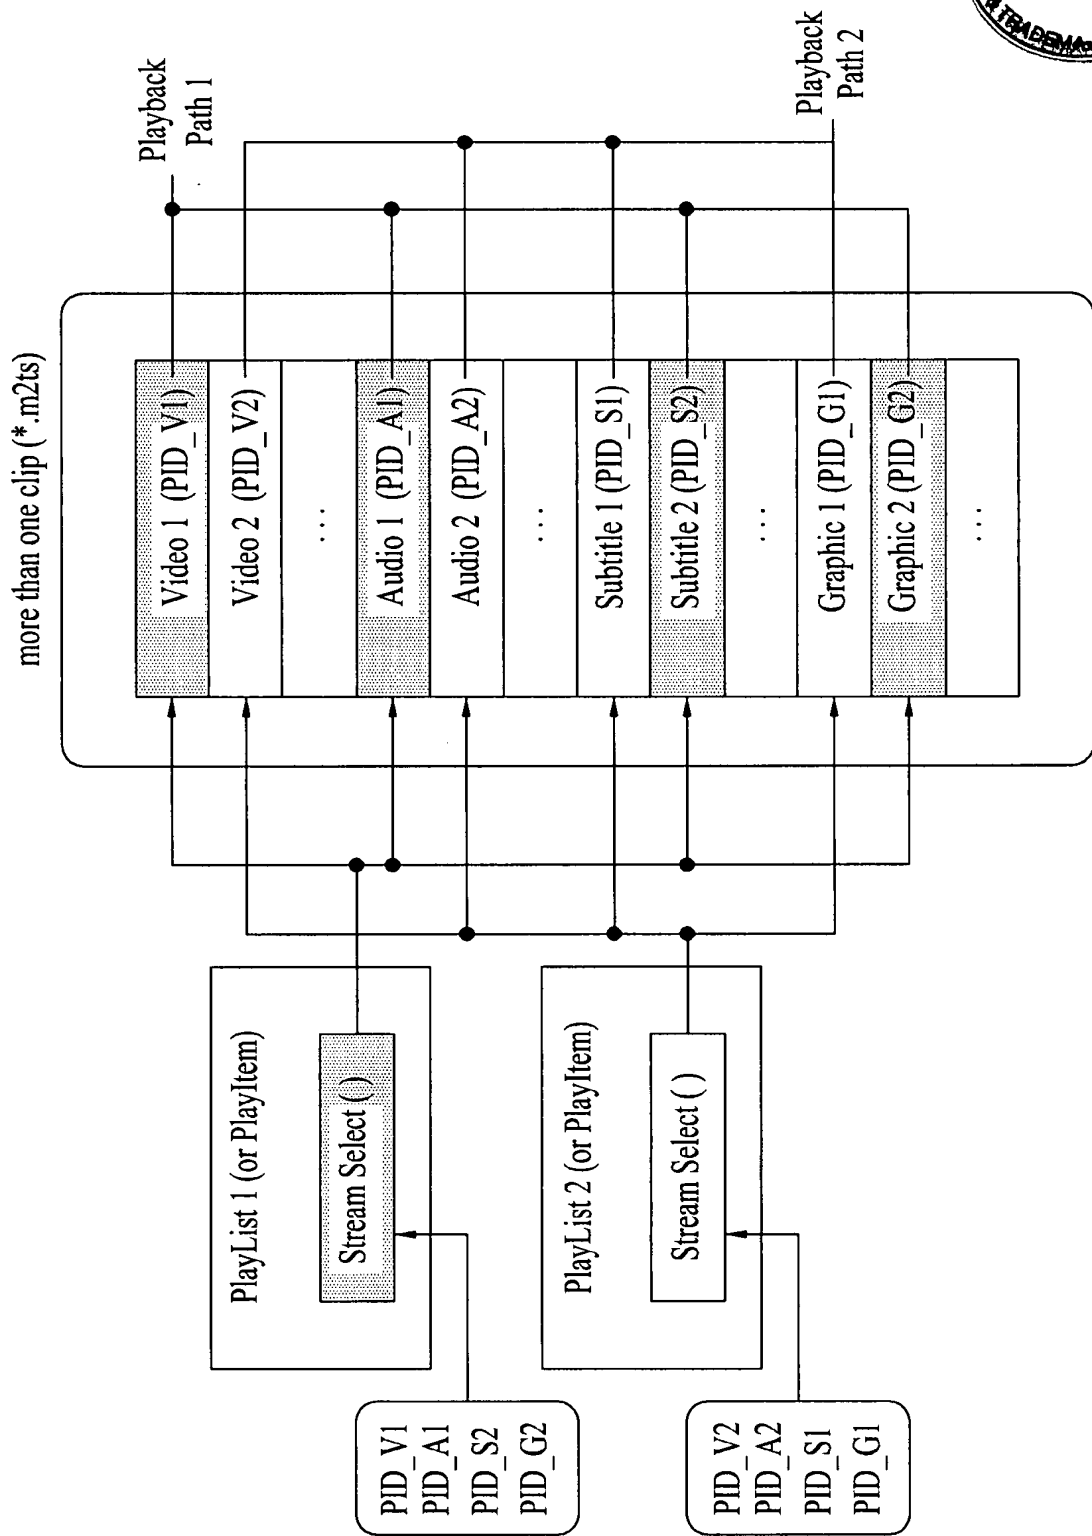 more than one clip (*.m2ts)
Video 1 (PID_V1)
Video 2 (PID_V2)
...
Audio 1 (PID_A1)
Audio 2 (PID_A2)
...
Subtitle 1 (PID_S1)
Subtitle 2 (PID_S2)
...
Graphic 1 (PID_G1)
Graphic 2 (PID_G2)
...
Playback
Path 1
Playback
Path 2
PlayList 1 (or PlayItem)
Stream Select ( )
PlayList 2 (or PlayItem)
Stream Select ( )
PID_V1
PID_A1
PID_S2
PID_G2
PID_V2
PID_A2
PID_S1
PID_G1